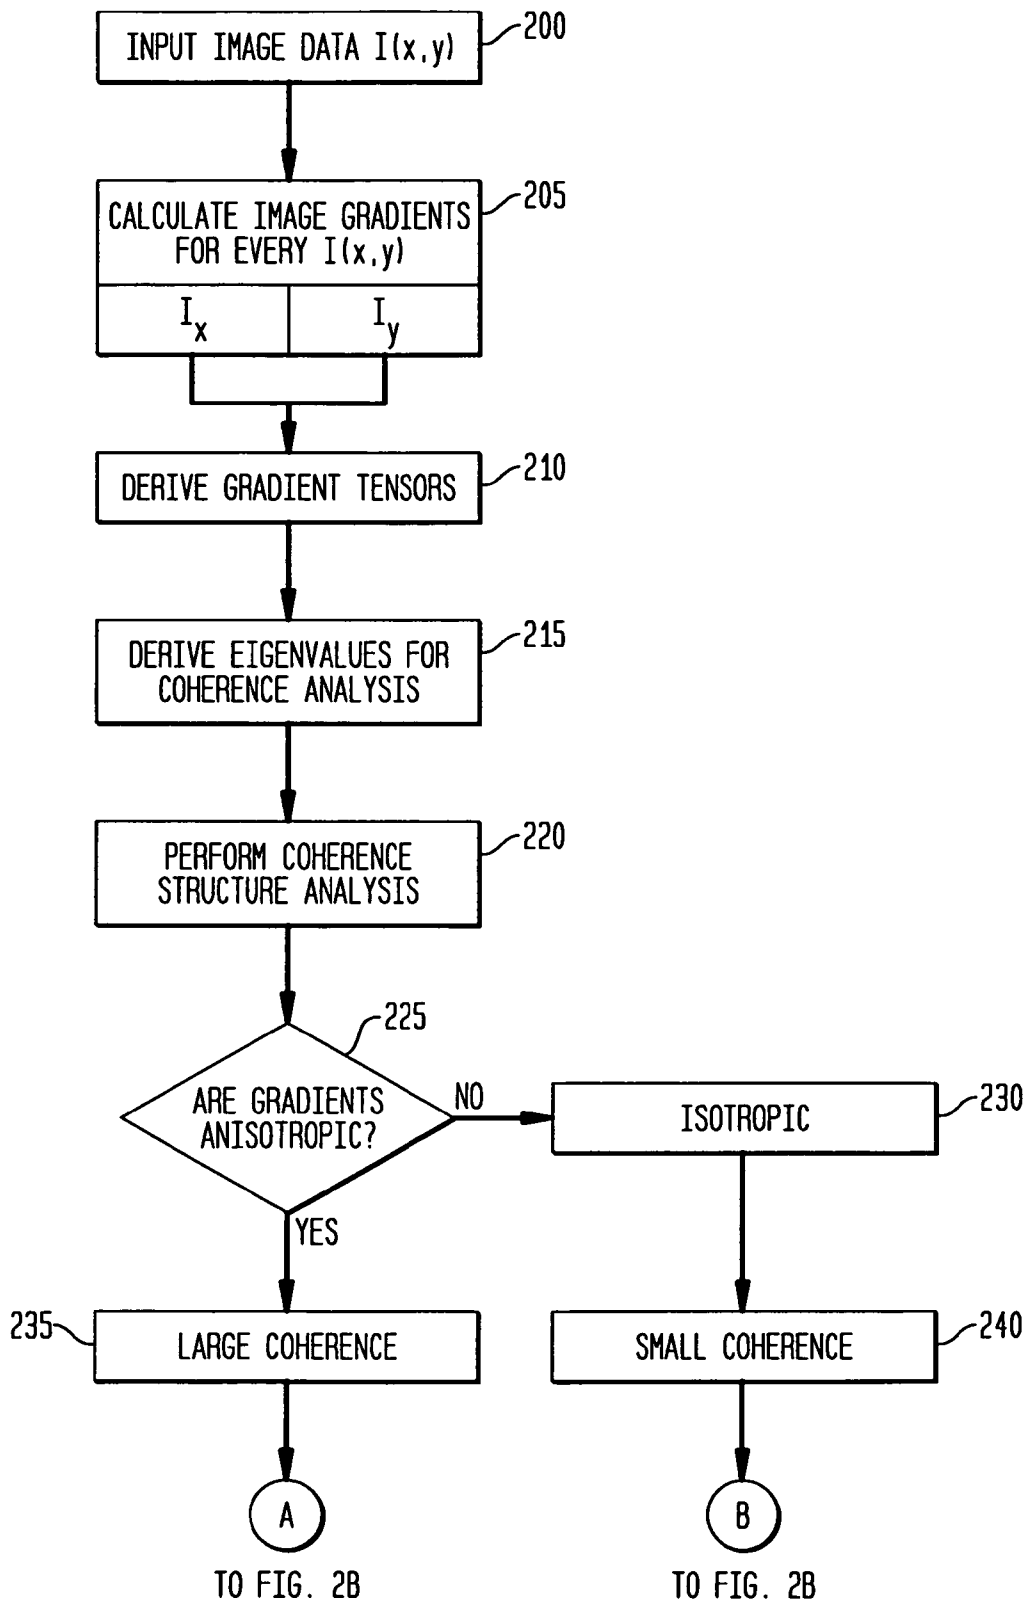 INPUT IMAGE DATA I(x,y)
200
CALCULATE IMAGE GRADIENTS
FOR EVERY I(x,y)
205
Ix
Iy
DERIVE GRADIENT TENSORS
210
DERIVE EIGENVALUES FOR
COHERENCE ANALYSIS
215
PERFORM COHERENCE
STRUCTURE ANALYSIS
220
225
ARE GRADIENTS
ANISOTROPIC?
NO
ISOTROPIC
230
YES
235
LARGE COHERENCE
SMALL COHERENCE
240
A
B
TO FIG. 2B
TO FIG. 2B